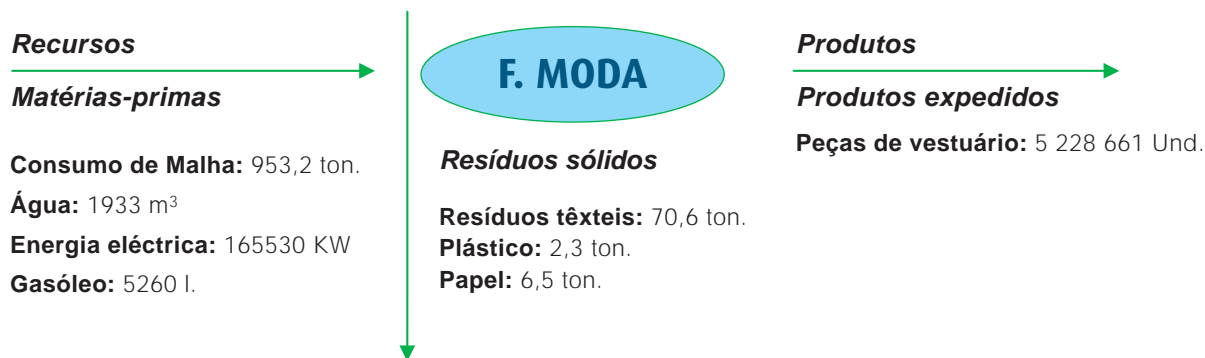 Recursos
Matérias-primas
Consumo de Malha: 953,2 ton.
Água: 1933 m³
Energia eléctrica: 165530 KW
Gasóleo: 5260 l.
F. MODA
Resíduos sólidos
Resíduos têxteis: 70,6 ton.
Plástico: 2,3 ton.
Papel: 6,5 ton.
Produtos
Produtos expedidos
Peças de vestuário: 5 228 661 Und.